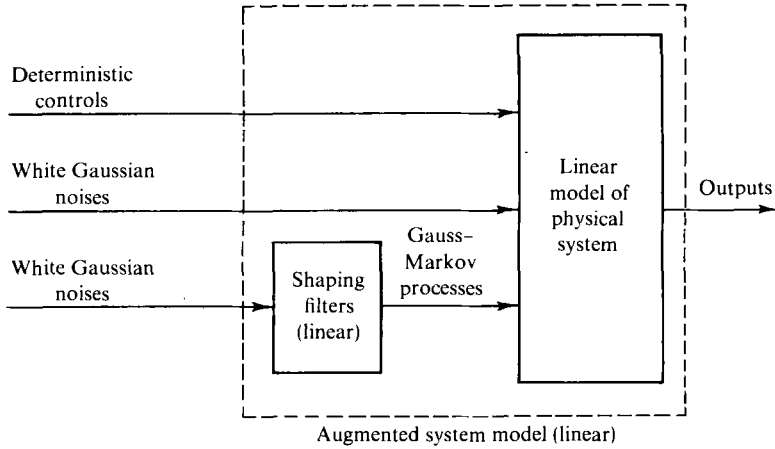 Deterministic
controls
White Gaussian
noises
White Gaussian
noises
Shaping
filters
(linear)
Gauss–
Markov
processes
Linear
model of
physical
system
Outputs
Augmented system model (linear)